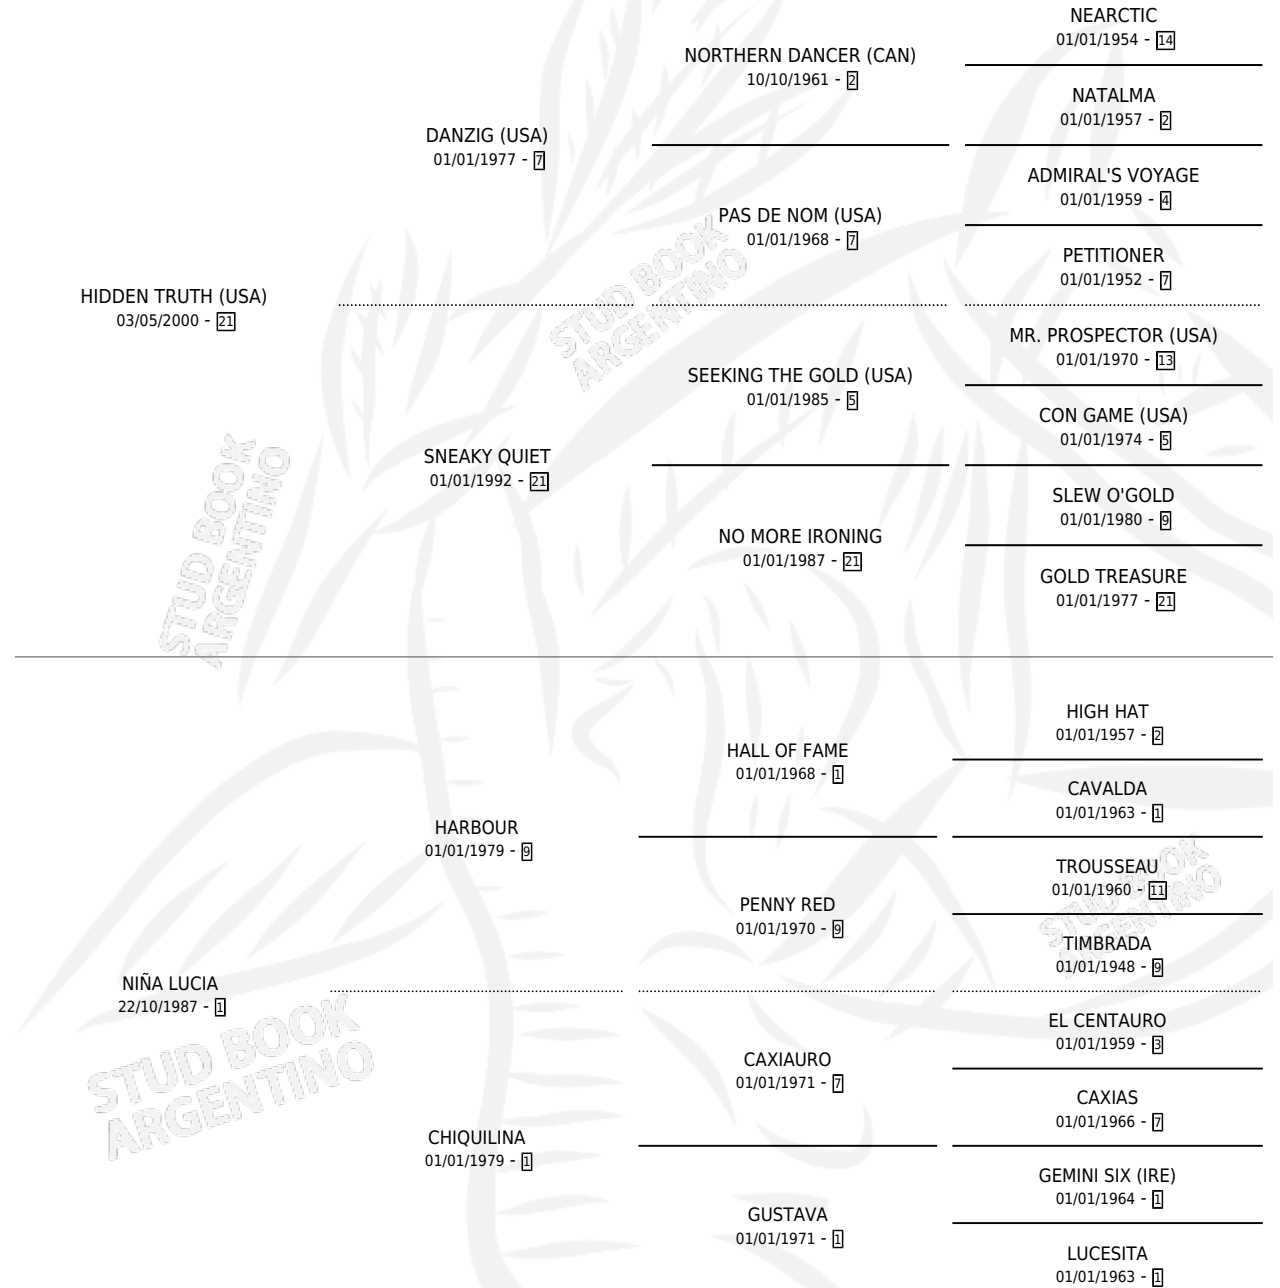 NEARCTIC
01/01/1954 - 14
NORTHERN DANCER (CAN)
10/10/1961 - 2
NATALMA
01/01/1957 - 2
DANZIG (USA)
01/01/1977 - 7
ADMIRAL'S VOYAGE
01/01/1959 - 4
PAS DE NOM (USA)
01/01/1968 - 7
PETITIONER
01/01/1952 - 7
HIDDEN TRUTH (USA)
03/05/2000 - 21
STUD BOOK
ARGENTINO
MR. PROSPECTOR (USA)
01/01/1970 - 13
SEEKING THE GOLD (USA)
01/01/1985 - 5
CON GAME (USA)
01/01/1974 - 5
SNEAKY QUIET
01/01/1992 - 21
SLEW O'GOLD
01/01/1980 - 9
NO MORE IRONING
01/01/1987 - 21
GOLD TREASURE
01/01/1977 - 21
STUD BOOK
ARGENTINO
HIGH HAT
01/01/1957 - 2
HALL OF FAME
01/01/1968 - 1
CAVALDA
01/01/1963 - 1
HARBOUR
01/01/1979 - 9
TROUSSEAU
01/01/1960 - 11
PENNY RED
01/01/1970 - 9
STUD BOOK
ARGENTINO
TIMBRADA
01/01/1948 - 9
NIÑA LUCIA
22/10/1987 - 1
EL CENTAURO
01/01/1959 - 3
CAXIAURO
01/01/1971 - 7
STUD BOOK
ARGENTINO
CAXIAS
01/01/1966 - 7
CHIQUILINA
01/01/1979 - 1
GEMINI SIX (IRE)
01/01/1964 - 1
GUSTAVA
01/01/1971 - 1
LUCESITA
01/01/1963 - 1